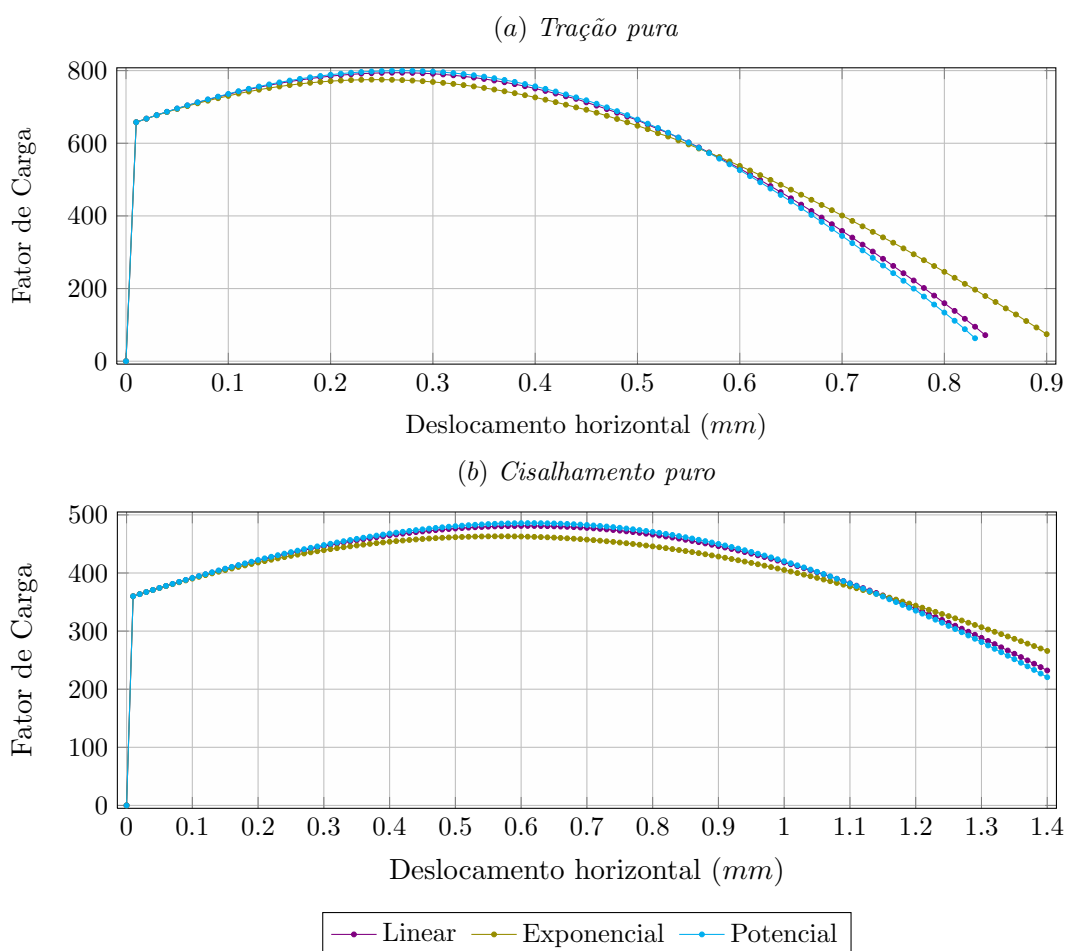 (a) Tração pura
800
600
400
200
0
Fator de Carga
0 0.1 0.2 0.3 0.4 0.5 0.6 0.7 0.8 0.9
Deslocamento horizontal (mm)
(b) Cisalhamento puro
500
400
300
200
100
0
Fator de Carga
0 0.1 0.2 0.3 0.4 0.5 0.6 0.7 0.8 0.9 1 1.1 1.2 1.3 1.4
Deslocamento horizontal (mm)
Linear Exponencial Potencial